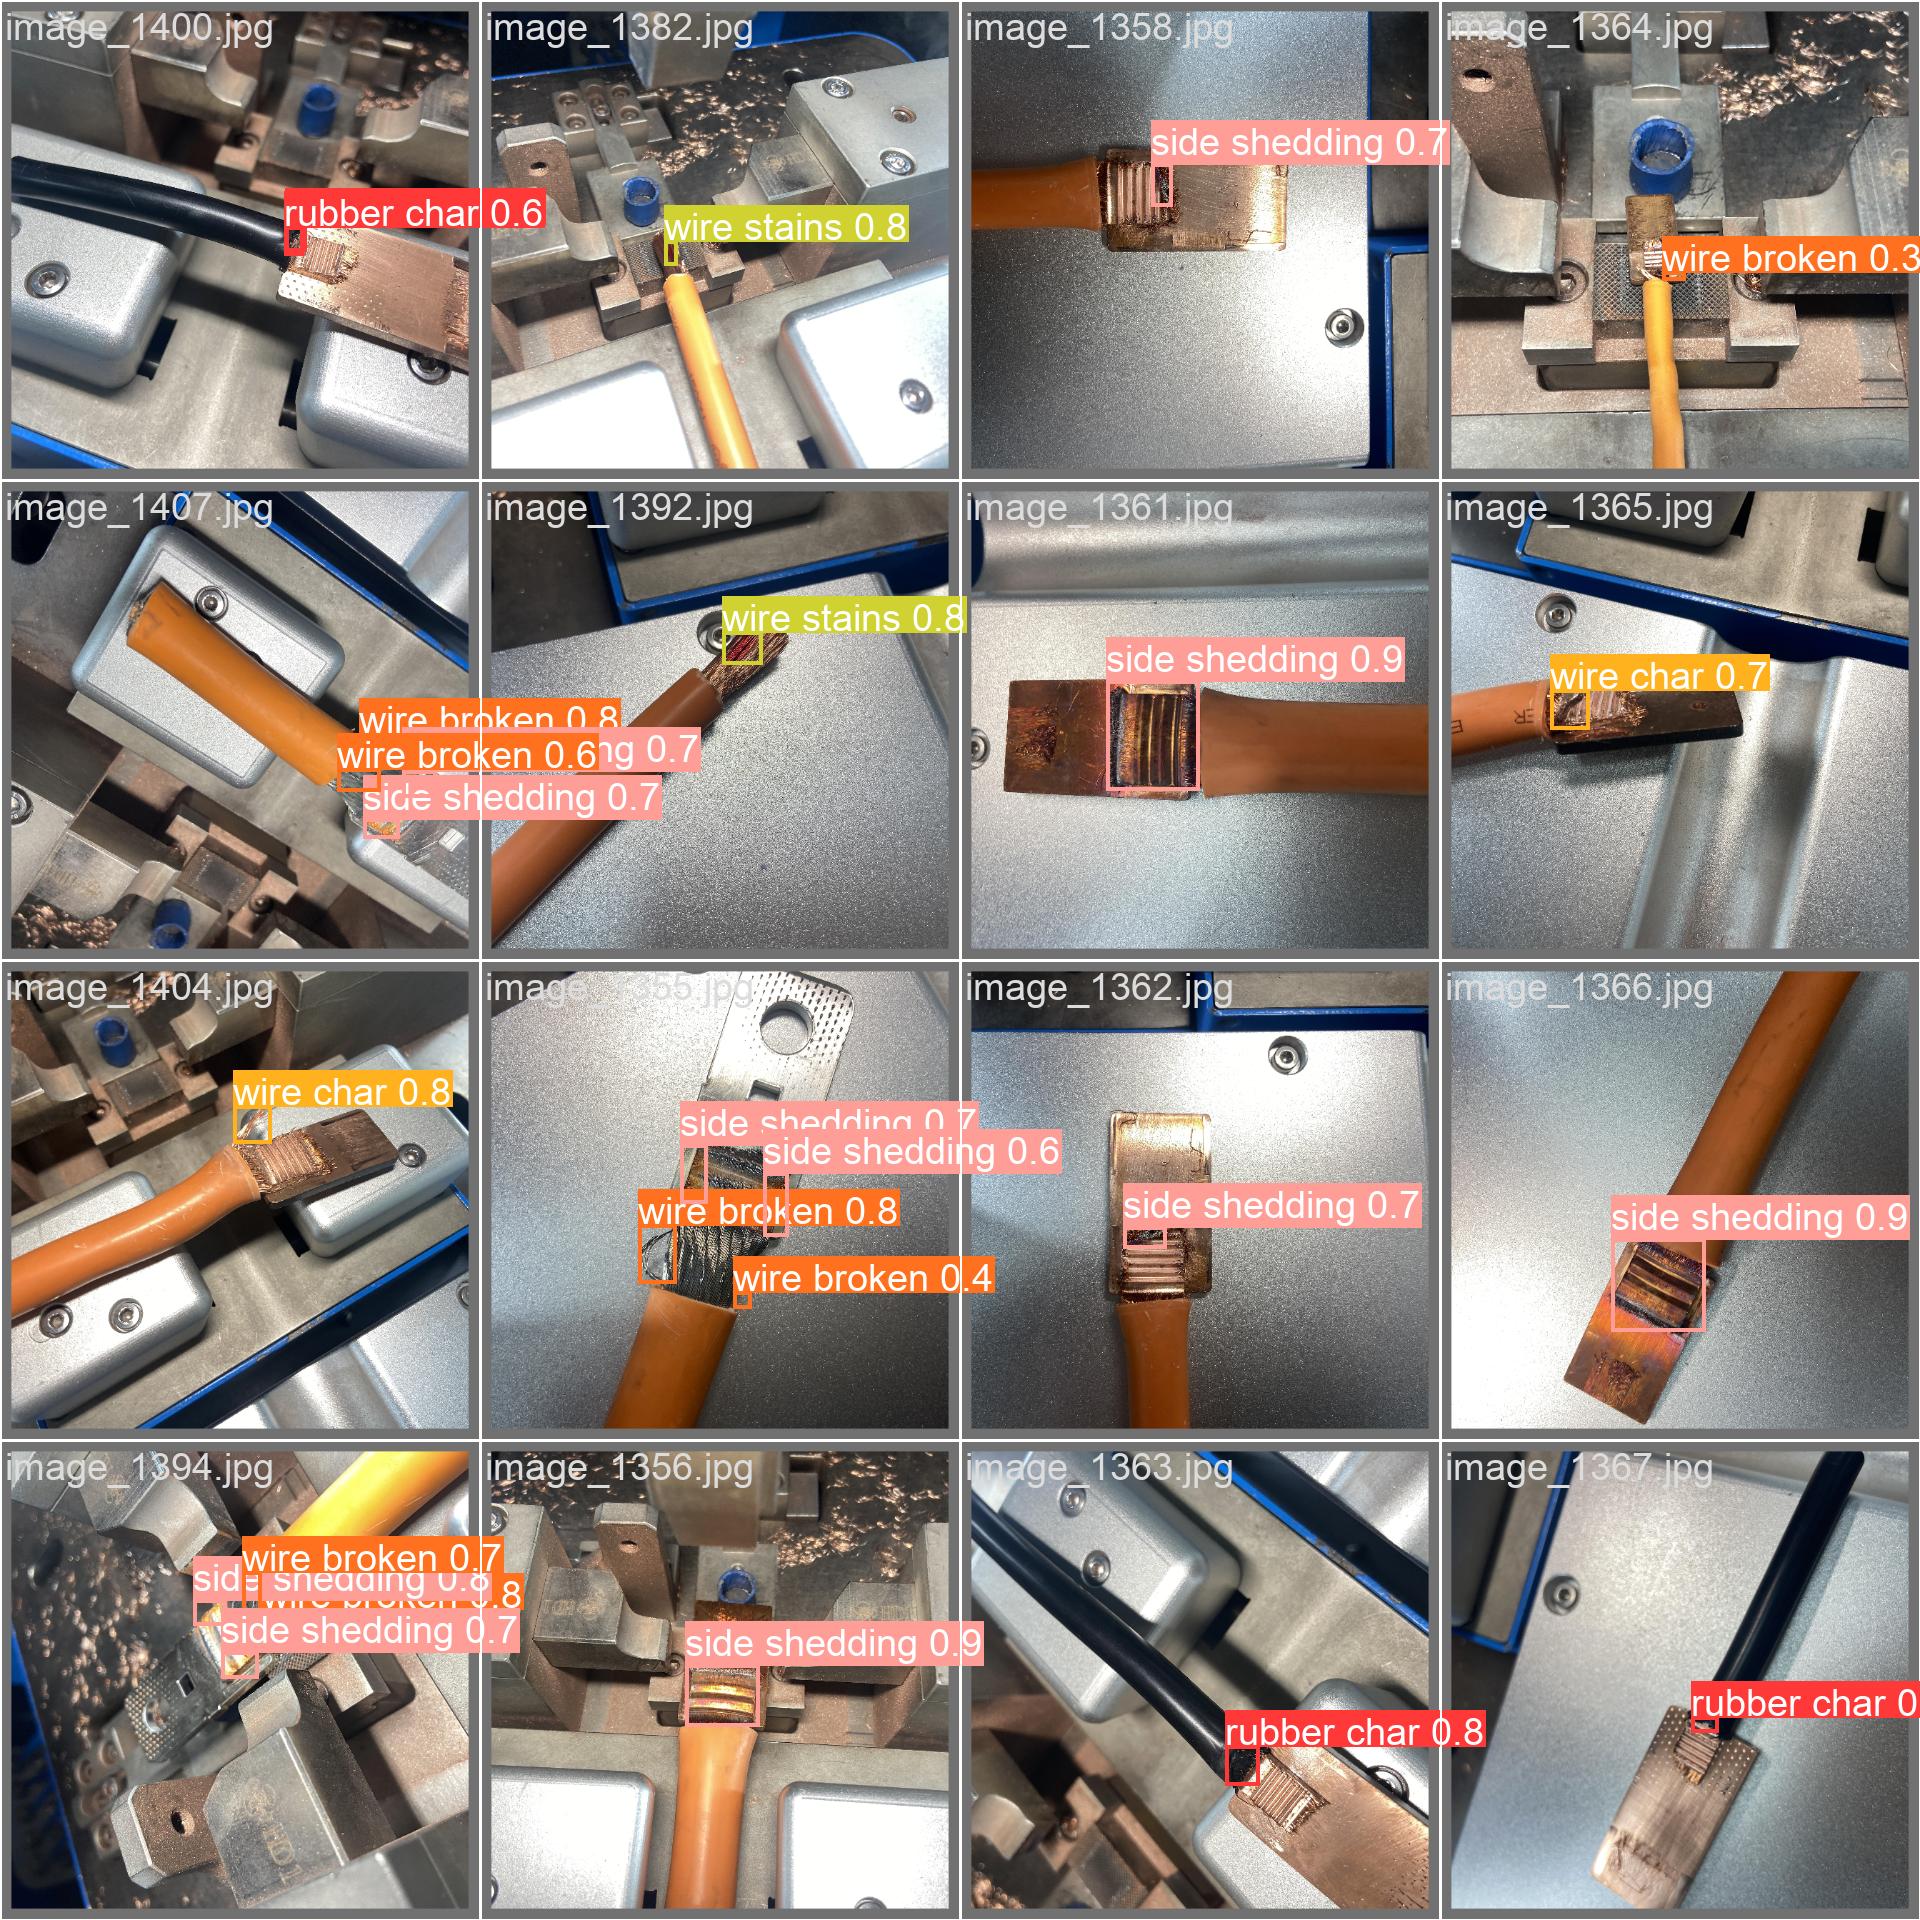 image_1400.jpg
rubber char 0.6
image_1382.jpg
wire stains 0.8
image_1358.jpg
side shedding 0.7
image_1364.jpg
wire broken 0.3
image_1407.jpg
wire broken 0.8
wire broken 0.6
ng 0.7
side shedding 0.7
image_1392.jpg
wire stains 0.8
image_1361.jpg
side shedding 0.9
image_1365.jpg
wire char 0.7
image_1404.jpg
wire char 0.8
image_1355.jpg
side shedding 0.7
side shedding 0.6
wire broken 0.8
wire broken 0.4
image_1362.jpg
side shedding 0.7
image_1366.jpg
side shedding 0.9
image_1394.jpg
wire broken 0.7
side shedding 0.8
wire broken 0.8
side shedding 0.7
image_1356.jpg
side shedding 0.9
image_1363.jpg
rubber char 0.8
image_1367.jpg
rubber char 0